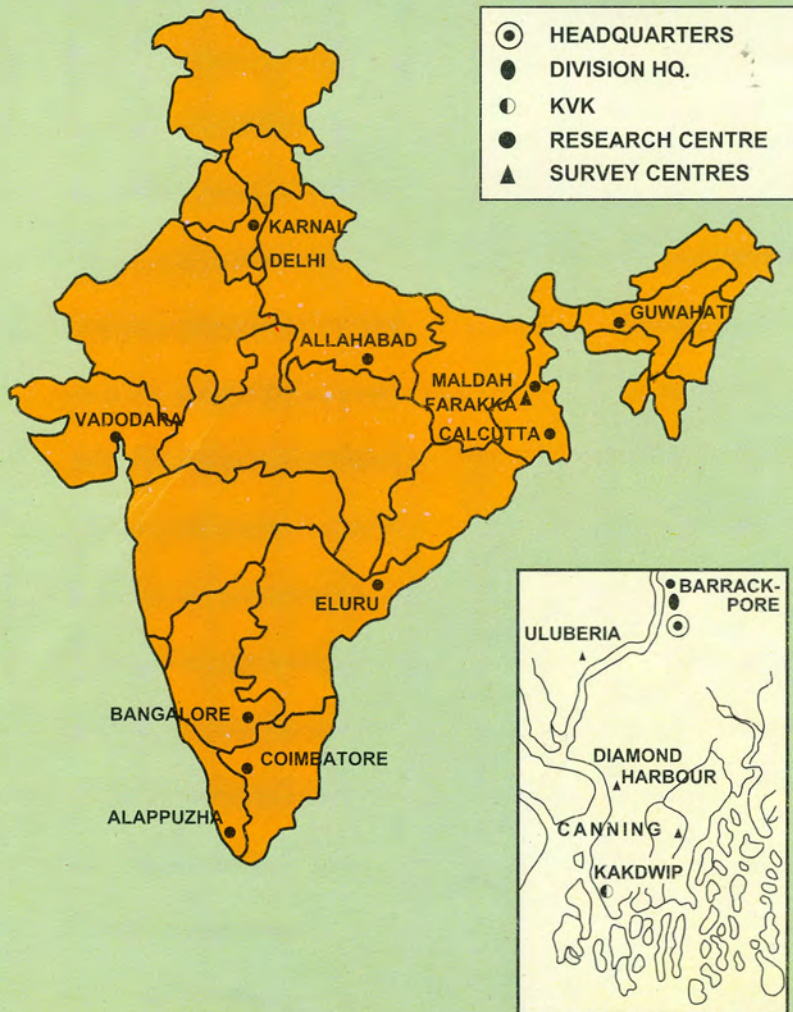 HEADQUARTERS
DIVISION HQ.
KVK
RESEARCH CENTRE
SURVEY CENTRES
KARNAL
DELHI
GUWAHATI
ALLAHABAD
MALDAH
FARAKKA
VADODARA
CALCUTTA
ELURU
BANGALORE
COIMBATORE
ALAPPUZHA
BARRACK-
PORE
ULUBERIA
DIAMOND
HARBOUR
CANNING
KAKDWIP